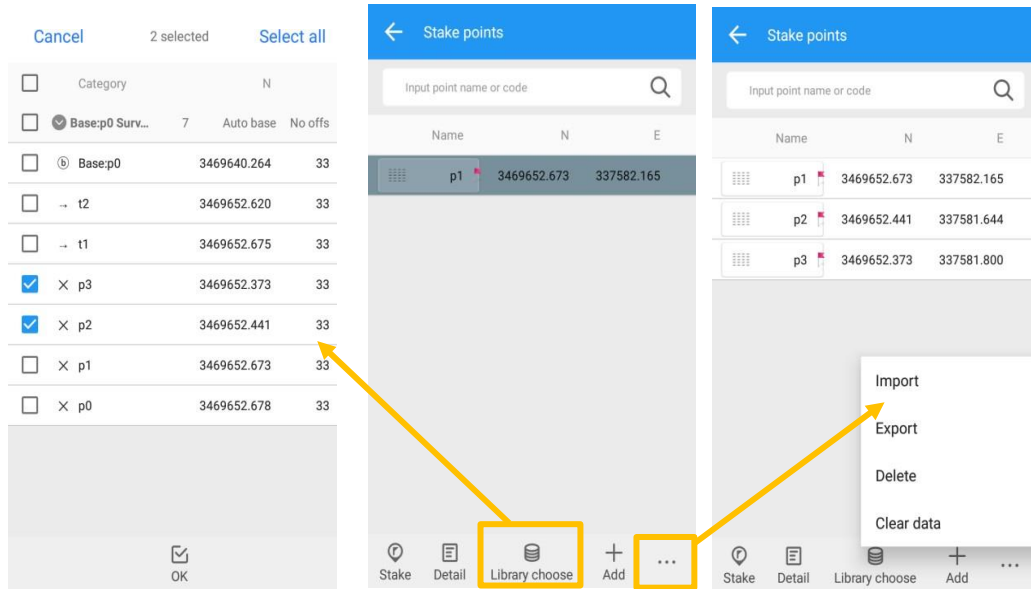 Cancel 2 selected Select all
Category N
Base:p0 Surv... 7 Auto base No offs
b Base:p0 3469640.264 33
→ t2 3469652.620 33
→ t1 3469652.675 33
× p3 3469652.373 33
× p2 3469652.441 33
× p1 3469652.673 33
× p0 3469652.678 33
OK
Stake points
Input point name or code
Name N E
p1 3469652.673 337582.165
Stake Detail Library choose Add ...
Stake points
Input point name or code
Name N E
p1 3469652.673 337582.165
p2 3469652.441 337581.644
p3 3469652.373 337581.800
Import
Export
Delete
Clear data
Stake Detail Library choose Add ...